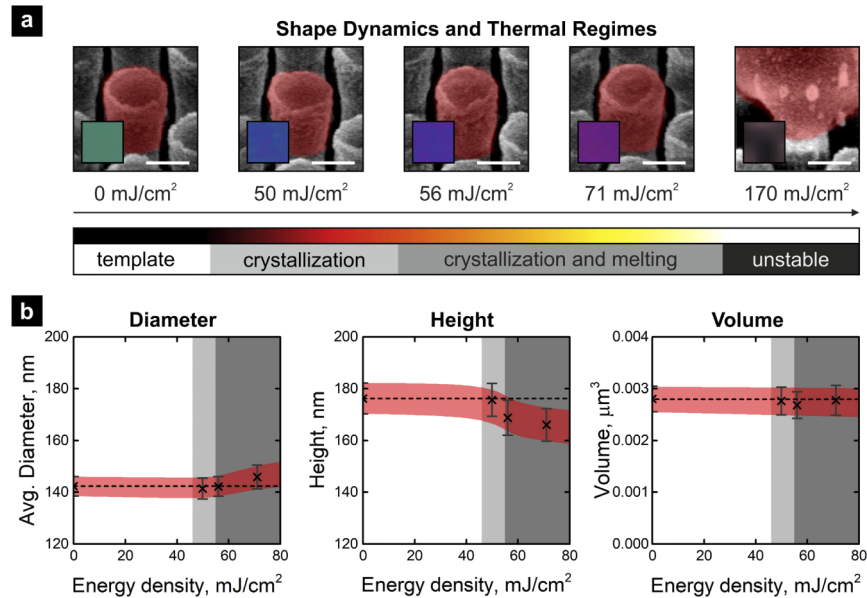 a
Shape Dynamics and Thermal Regimes
0 mJ/cm² 50 mJ/cm² 56 mJ/cm² 71 mJ/cm² 170 mJ/cm²
template crystallization crystallization and melting unstable
b
Diameter
Avg. Diameter, nm
200
180
160
140
120
0 20 40 60 80
Energy density, mJ/cm²
Height
Height, nm
200
180
160
140
120
0 20 40 60 80
Energy density, mJ/cm²
Volume
Volume, μm³
0.004
0.003
0.002
0.001
0.000
0 20 40 60 80
Energy density, mJ/cm²